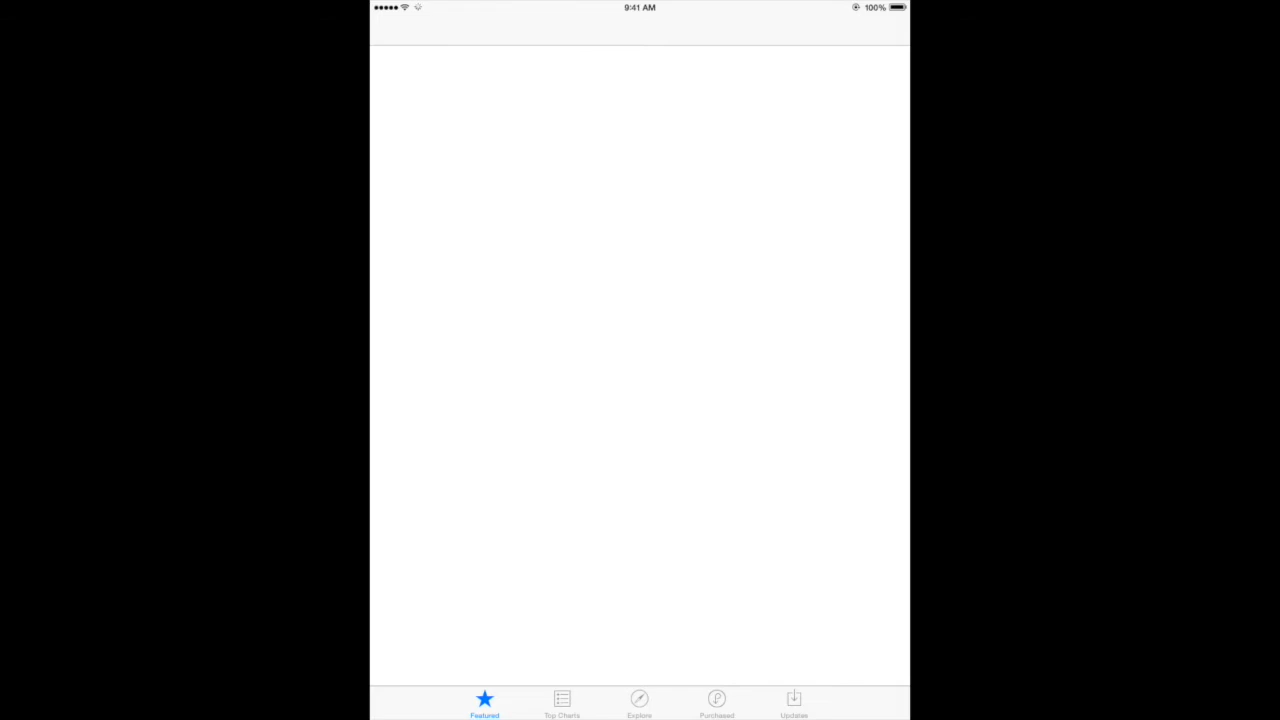 9:41 AM
100%
Featured
Top Charts
Explore
Purchased
Updates